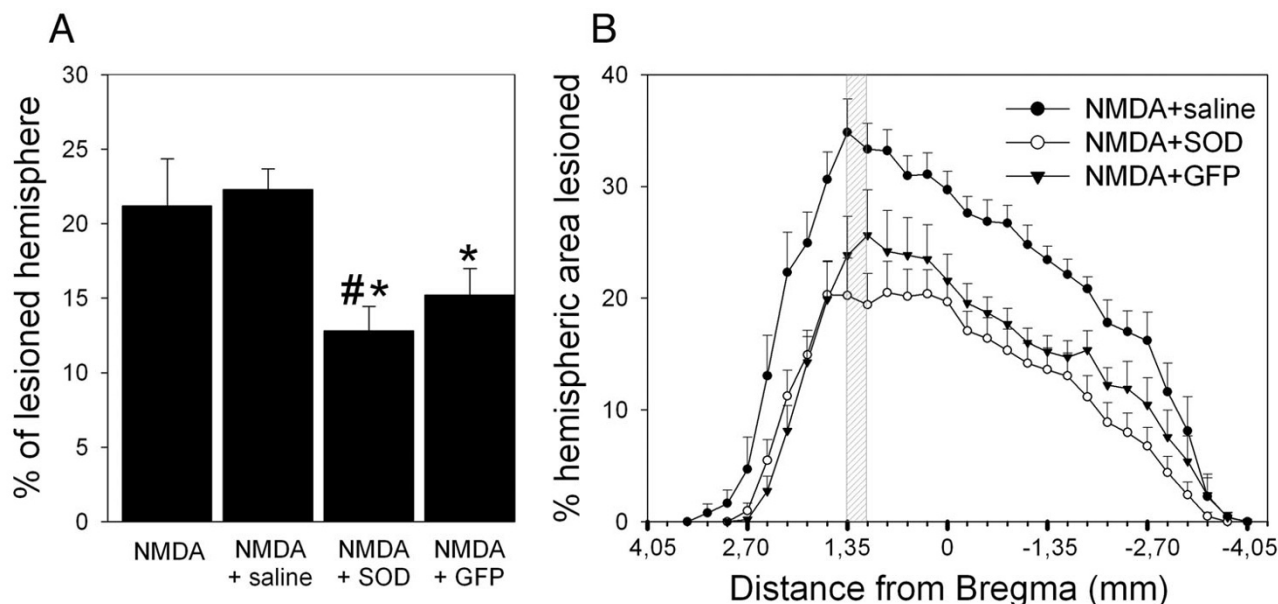 A
% of lesioned hemisphere
30
25
20
15
10
5
0
#*
*
NMDA
NMDA
+ saline
NMDA
+ SOD
NMDA
+ GFP
B
% hemispheric area lesioned
40
30
20
10
0
NMDA+saline
NMDA+SOD
NMDA+GFP
4,05
2,70
1,35
0
-1,35
-2,70
-4,05
Distance from Bregma (mm)